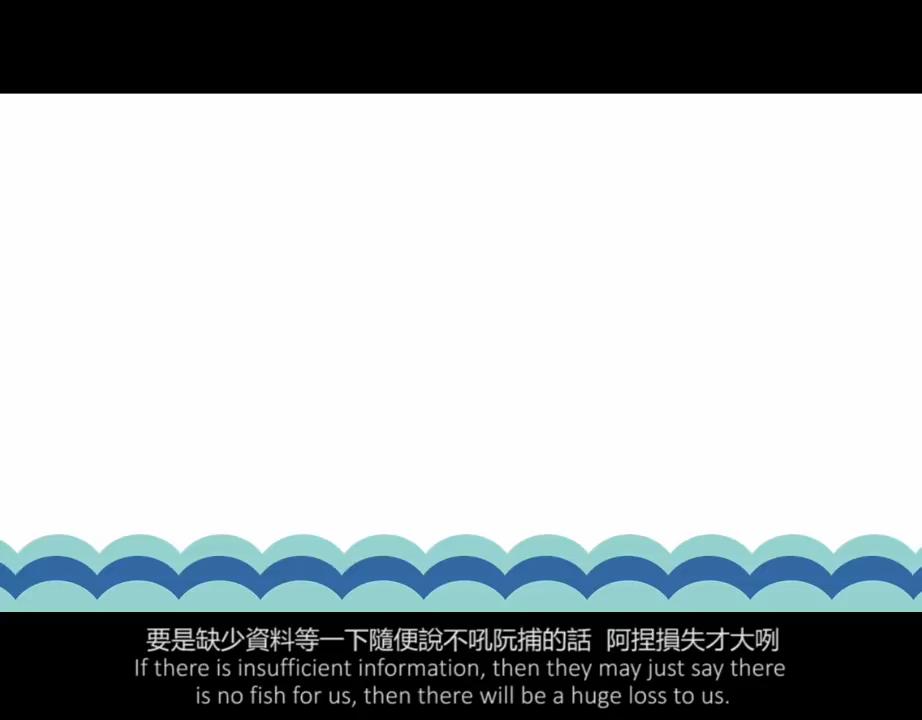 要是缺少資料等一下隨便說不吼阮捕的話 阿捏損失才大咧
If there is insufficient information, then they may just say there
is no fish for us, then there will be a huge loss to us.